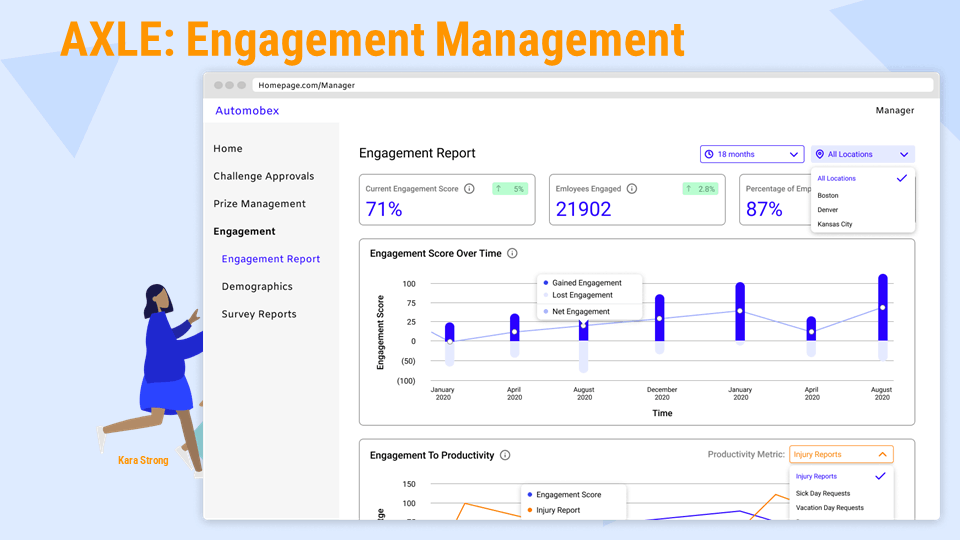 AXLE: Engagement Management
Homepage.com/Manager
Automobex
Manager
Home
Challenge Approvals
Prize Management
Engagement
Engagement Report
Demographics
Survey Reports
Kara Strong
Engagement Report
18 months
All Locations
All Locations
Boston
Denver
Kansas City
Current Engagement Score
5%
71%
Emloyees Engaged
2.8%
21902
Percentage of Emp
87%
Engagement Score Over Time
Gained Engagement
Lost Engagement
Net Engagement
Engagement Score
100
75
25
0
(50)
(100)
January
2020
April
2020
August
2020
December
2020
January
2020
April
2020
August
2020
Time
Engagement To Productivity
Productivity Metric:
Injury Reports
Injury Reports
Sick Day Requests
Vacation Day Requests
150
100
Engagement Score
Injury Report